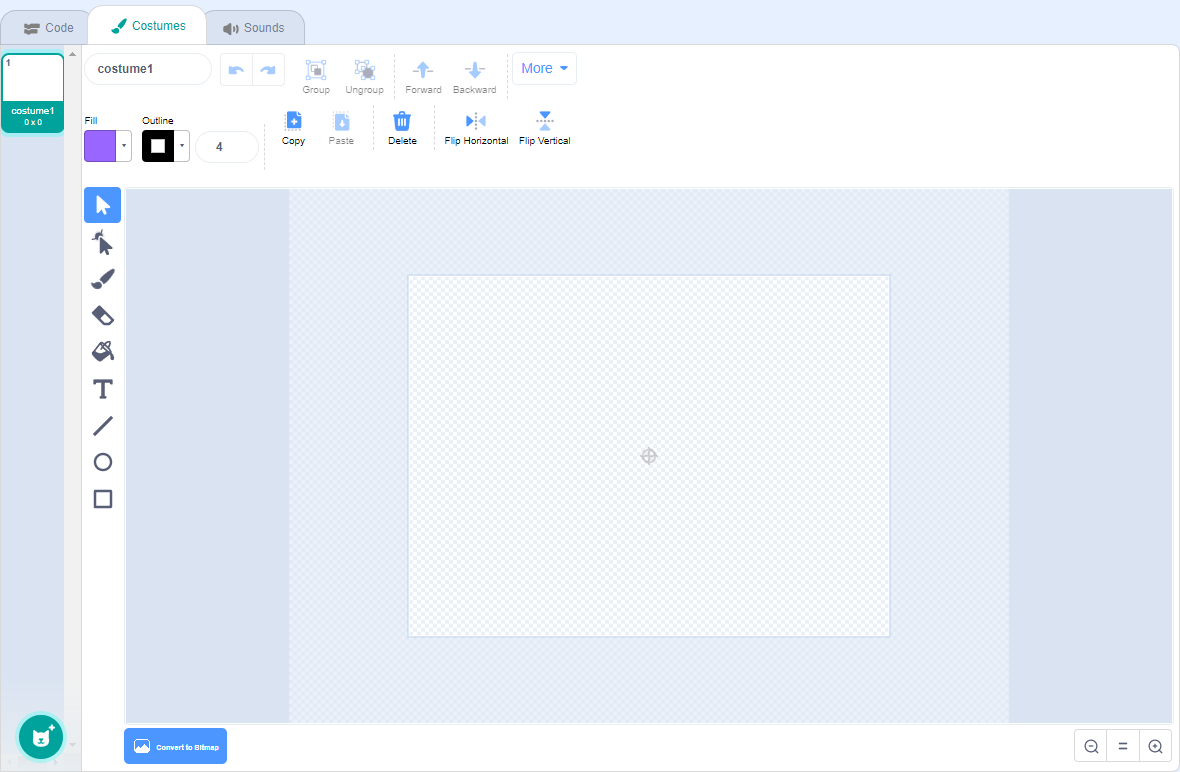 Code
Costumes
Sounds
1
costume1
0 x 0
costume1
Group
Ungroup
Forward
Backward
More
Fill
Outline
4
Copy
Paste
Delete
Flip Horizontal
Flip Vertical
Convert to Bitmap